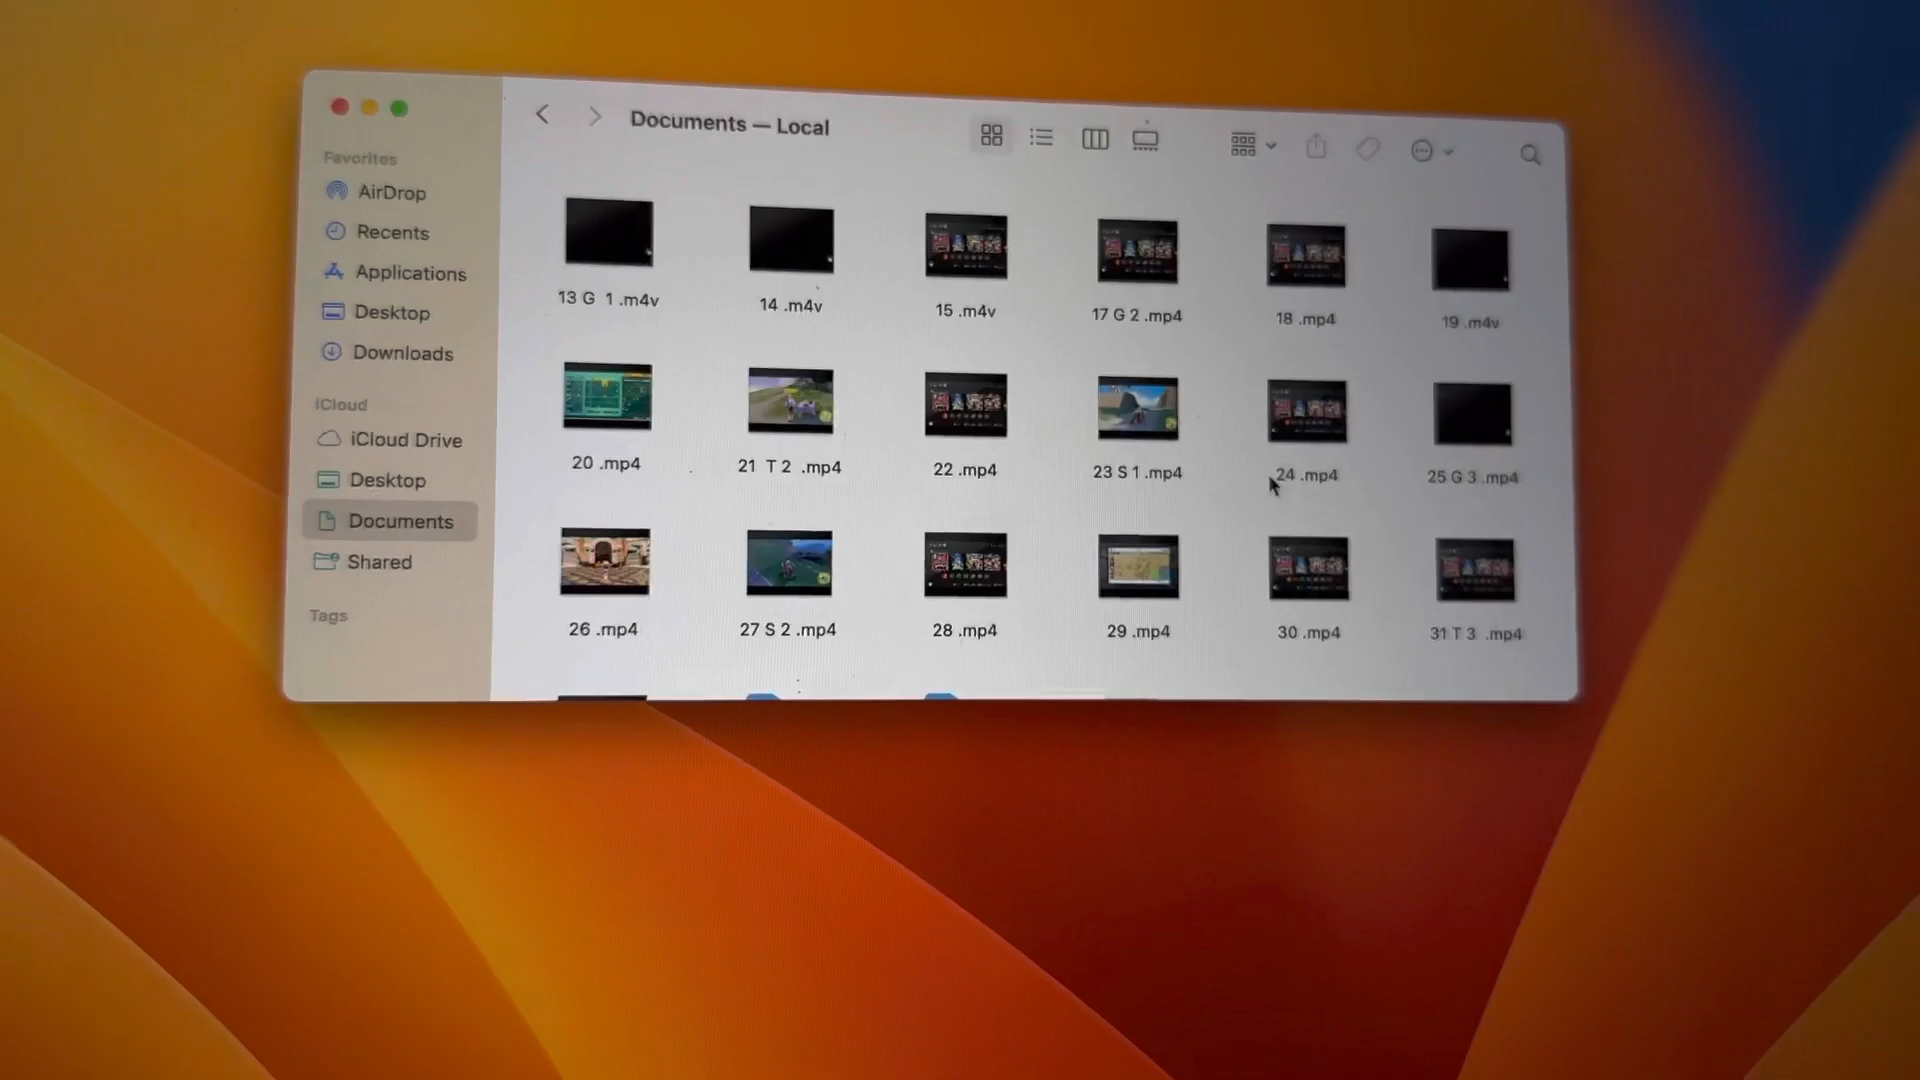 Documents — Local
Favorites
AirDrop
Recents
Applications
Desktop
Downloads
iCloud
iCloud Drive
Desktop
Documents
Shared
Tags
13 G 1 .m4v
14 .m4v
15 .m4v
17 G 2 .mp4
18 .mp4
19 .m4v
20 .mp4
21 T 2 .mp4
22 .mp4
23 S 1 .mp4
24 .mp4
25 G 3 .mp4
26 .mp4
27 S 2 .mp4
28 .mp4
29 .mp4
30 .mp4
31 T 3 .mp4